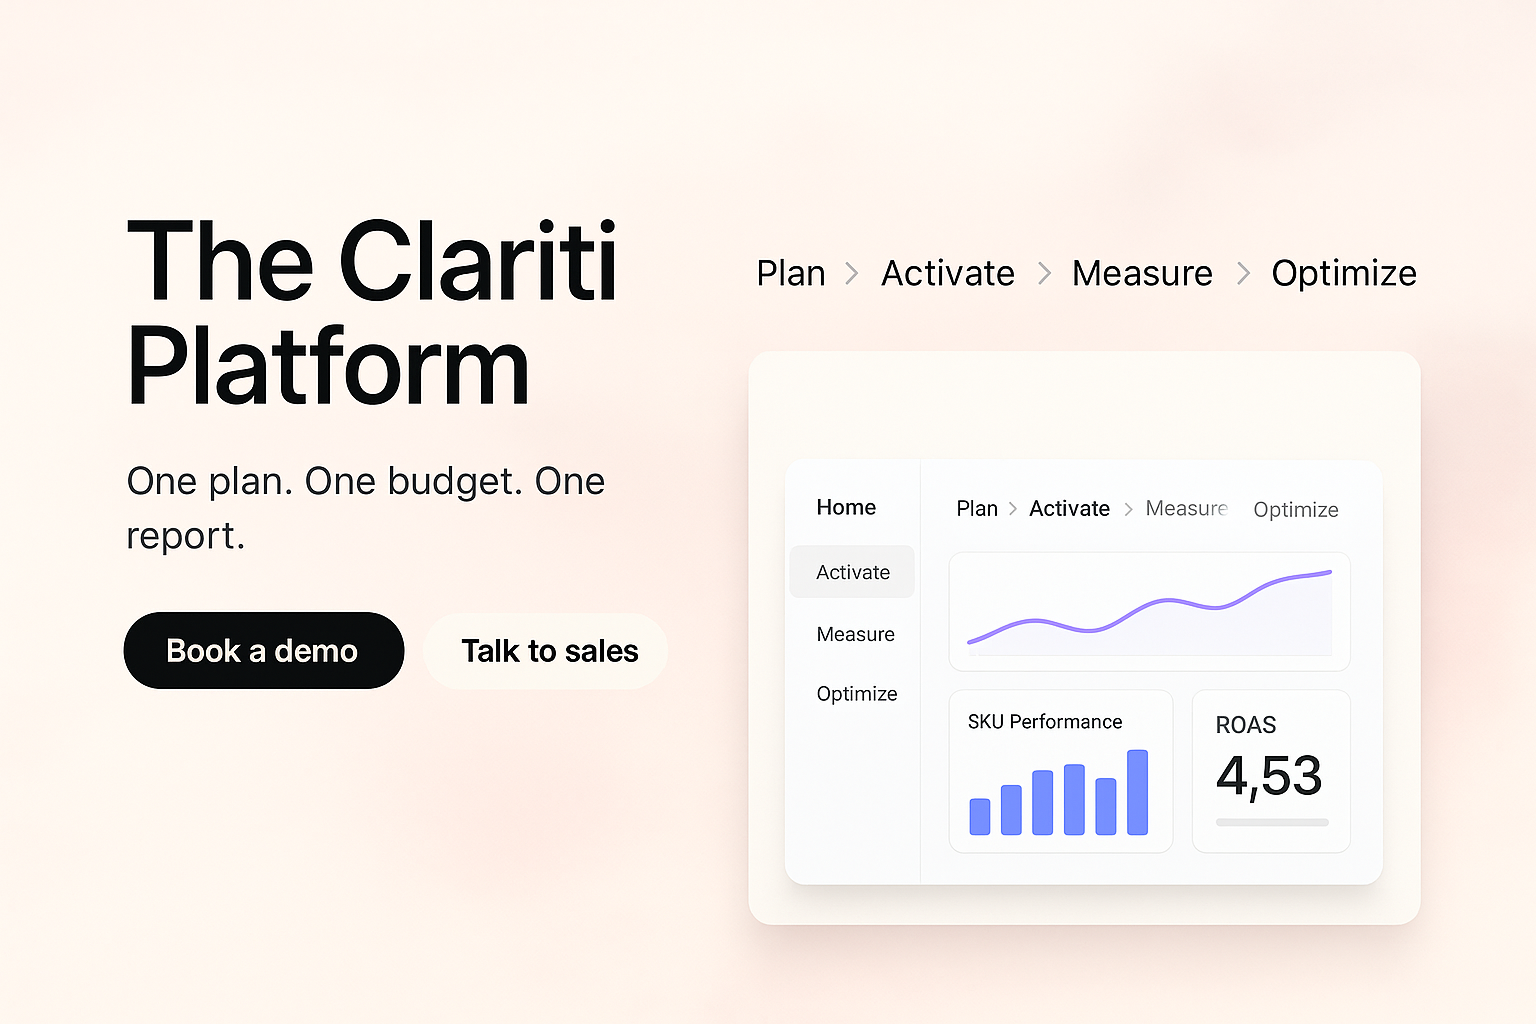 The Clariti
Platform
One plan. One budget. One
report.
Book a demo
Talk to sales
Plan > Activate > Measure > Optimize
Home
Activate
Measure
Optimize
Plan > Activate > Measure Optimize
SKU Performance
ROAS
4,53